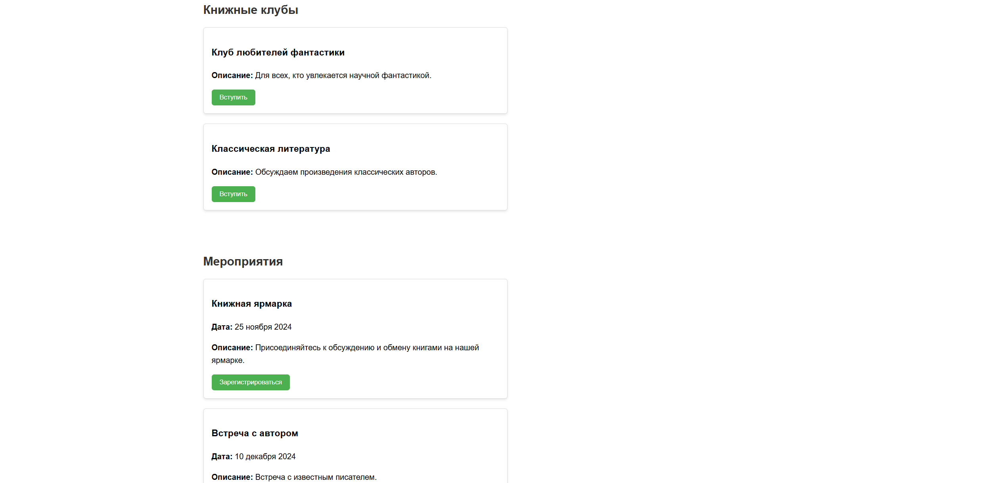 Книжные клубы
Клуб любителей фантастики
Описание: Для всех, кто увлекается научной фантастикой.
Вступить
Классическая литература
Описание: Обсуждаем произведения классических авторов.
Вступить
Мероприятия
Книжная ярмарка
Дата: 25 ноября 2024
Описание: Присоединяйтесь к обсуждению и обмену книгами на нашей
ярмарке.
Зарегистрироваться
Встреча с автором
Дата: 10 декабря 2024
Описание: Встреча с известным писателем.